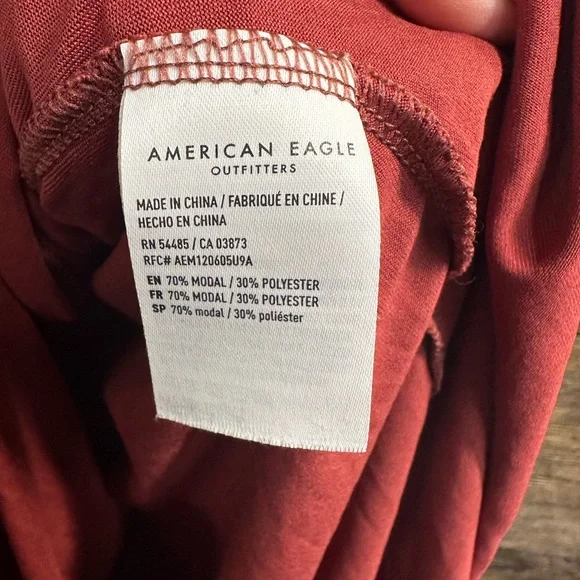 AMERICAN EAGLE
OUTFITTERS
MADE IN CHINA / FABRIQUÉ EN CHINE /
HECHO EN CHINA
RN 54485 / CA 03873
RFC# AEM120605U9A
EN 70% MODAL / 30% POLYESTER
FR 70% MODAL / 30% POLYESTER
SP 70% modal / 30% poliéster